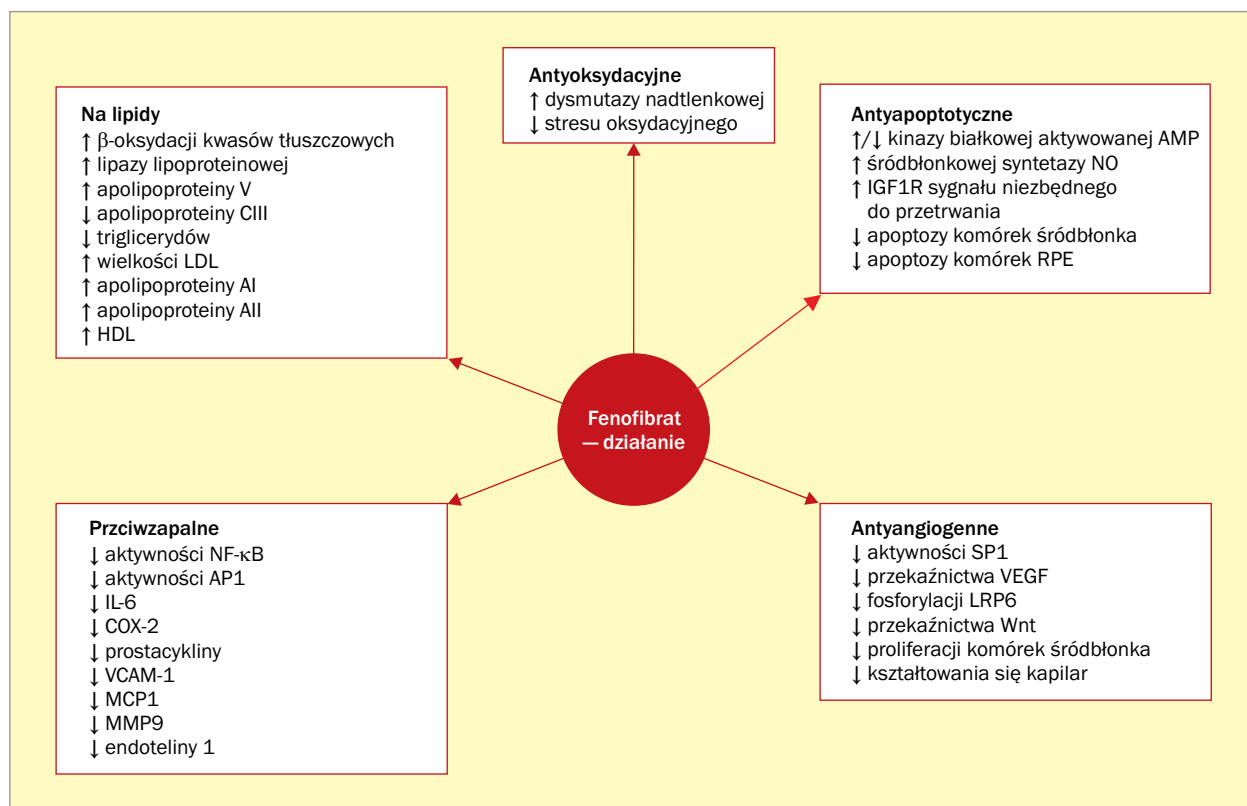 Na lipidy
↑ β-oksydacji kwasów tłuszczowych
↑ lipazy lipoproteinowej
↑ apolipoproteiny V
↓ apolipoproteiny CIII
↓ triglicerydów
↑ wielkości LDL
↑ apolipoproteiny AI
↑ apolipoproteiny AII
↑ HDL
Antyoksydacyjne
↑ dysmutazy nadtlenkowej
↓ stresu oksydacyjnego
Antyapoptotyczne
↑/↓ kinazy białkowej aktywowanej AMP
↑ śródbłonkowej syntetazy NO
↑ IGF1R sygnału niezbędnego
do przetrwania
↓ apoptozy komórek śródbłonka
↓ apoptozy komórek RPE
Fenofibrat
— działanie
Przciwzapalne
↓ aktywności NF-κB
↓ aktywności AP1
↓ IL-6
↓ COX-2
↓ prostacykliny
↓ VCAM-1
↓ MCP1
↓ MMP9
↓ endoteliny 1
Antyangiogenne
↓ aktywności SP1
↓ przekaźnictwa VEGF
↓ fosforylacji LRP6
↓ przekaźnictwa Wnt
↓ proliferacji komórek śródbłonka
↓ kształtowania się kapilar